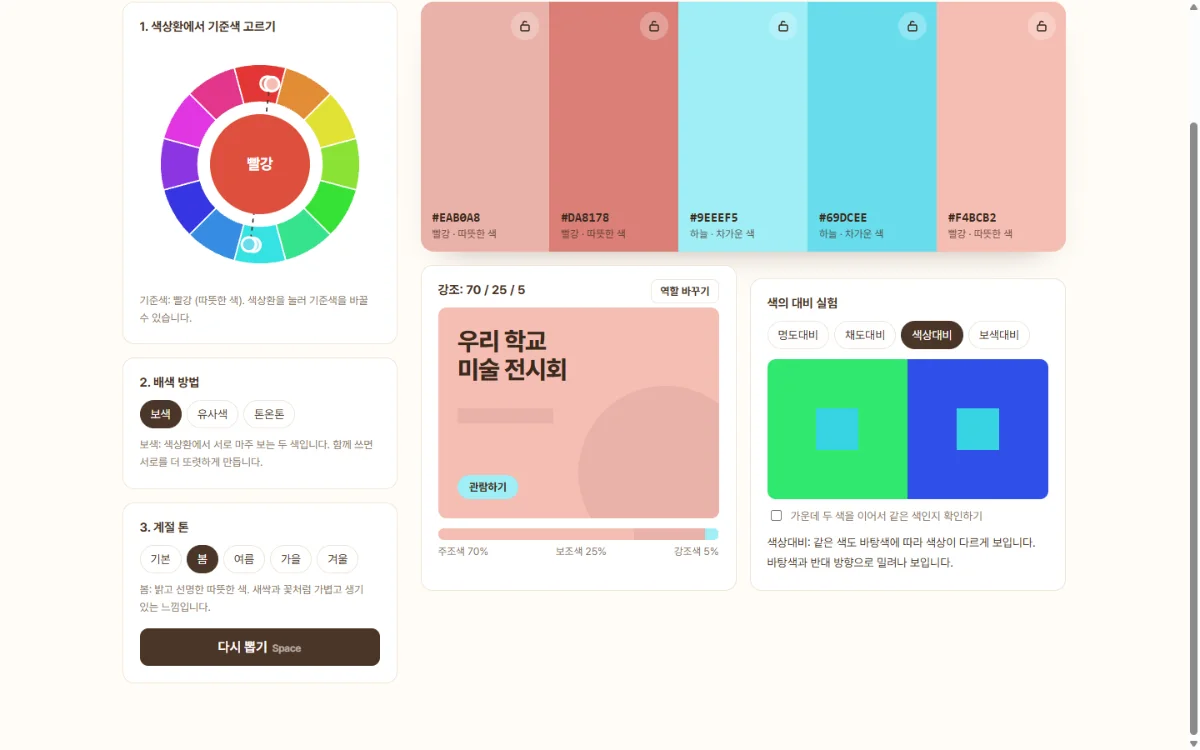 1. 색상환에서 기준색 고르기
빨강
기준색: 빨강 (따뜻한 색). 색상환을 눌러 기준색을 바꿀
수 있습니다.
2. 배색 방법
보색 유사색 톤온톤
보색: 색상환에서 서로 마주 보는 두 색입니다. 함께 쓰면
서로를 더 또렷하게 만듭니다.
3. 계절 톤
기본 봄 여름 가을 겨울
봄: 밝고 선명한 따뜻한 색. 새싹과 꽃처럼 가볍고 생기
있는 느낌입니다.
다시 뽑기 Space
#EAB0A8 #DA8178 #9EEEF5 #69DCEE #F4BCB2
빨강 · 따뜻한 색 빨강 · 따뜻한 색 하늘 · 차가운 색 하늘 · 차가운 색 빨강 · 따뜻한 색
강조: 70 / 25 / 5 역할 바꾸기
우리 학교
미술 전시회
관람하기
주조색 70% 보조색 25% 강조색 5%
색의 대비 실험
명도대비 채도대비 색상대비 보색대비
가운데 두 색을 이어서 같은 색인지 확인하기
색상대비: 같은 색도 바탕색에 따라 색상이 다르게 보입니다.
바탕색과 반대 방향으로 밀려나 보입니다.